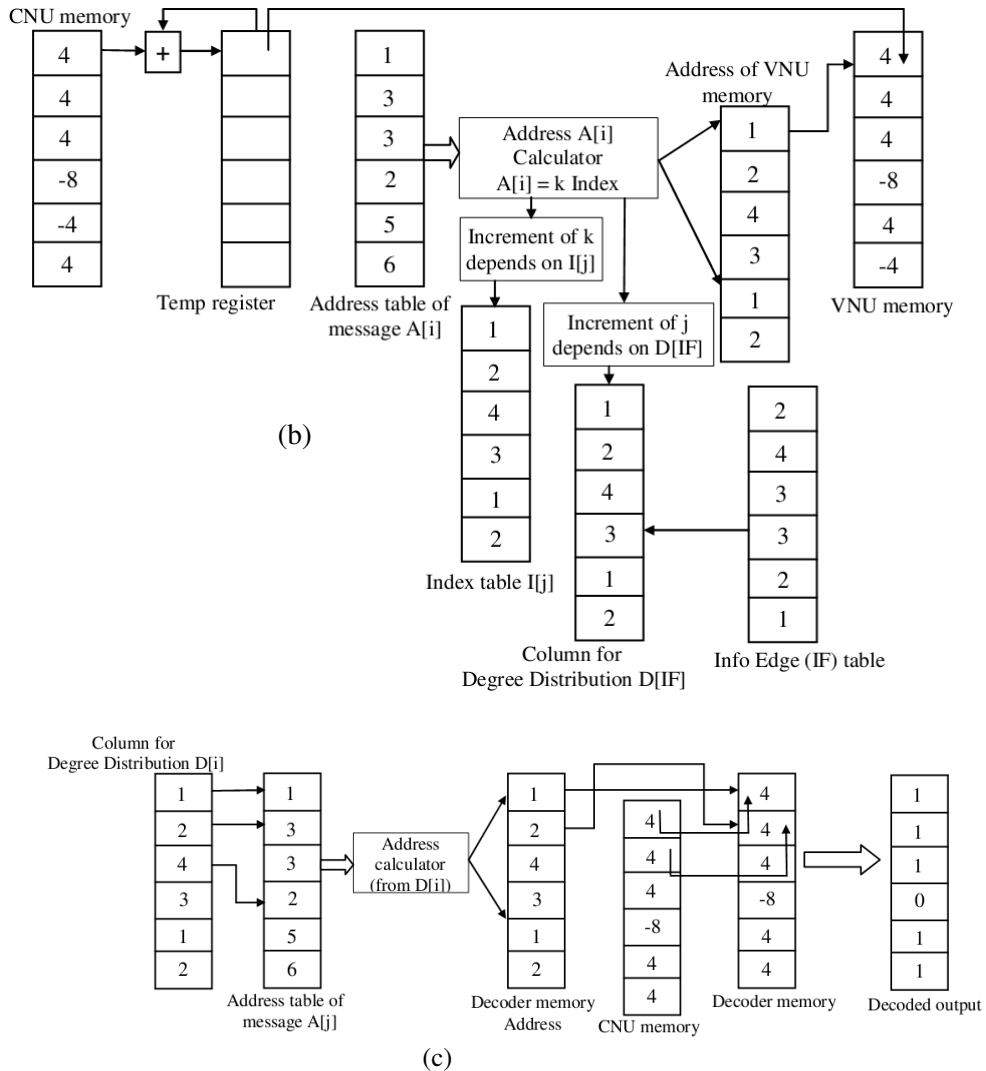 CNU memory
4
4
4
-8
-4
4
+
Temp register
1
3
3
2
5
6
Address table of
message A[i]
Address A[i]
Calculator
A[i] = k Index
Increment of k
depends on I[j]
1
2
4
3
1
2
Index table I[j]
Increment of j
depends on D[IF]
1
2
4
3
1
2
Column for
Degree Distribution D[IF]
Address of VNU
memory
1
2
4
3
1
2
4
4
4
-8
4
-4
VNU memory
2
4
3
3
2
1
Info Edge (IF) table
(b)
Column for
Degree Distribution D[i]
1
2
4
3
1
2
1
3
3
2
5
6
Address table of
message A[j]
Address
calculator
(from D[i])
1
2
4
3
1
2
Decoder memory
Address
4
4
4
-8
4
4
CNU memory
4
4
4
-8
4
4
Decoder memory
1
1
1
0
1
1
Decoded output
(c)